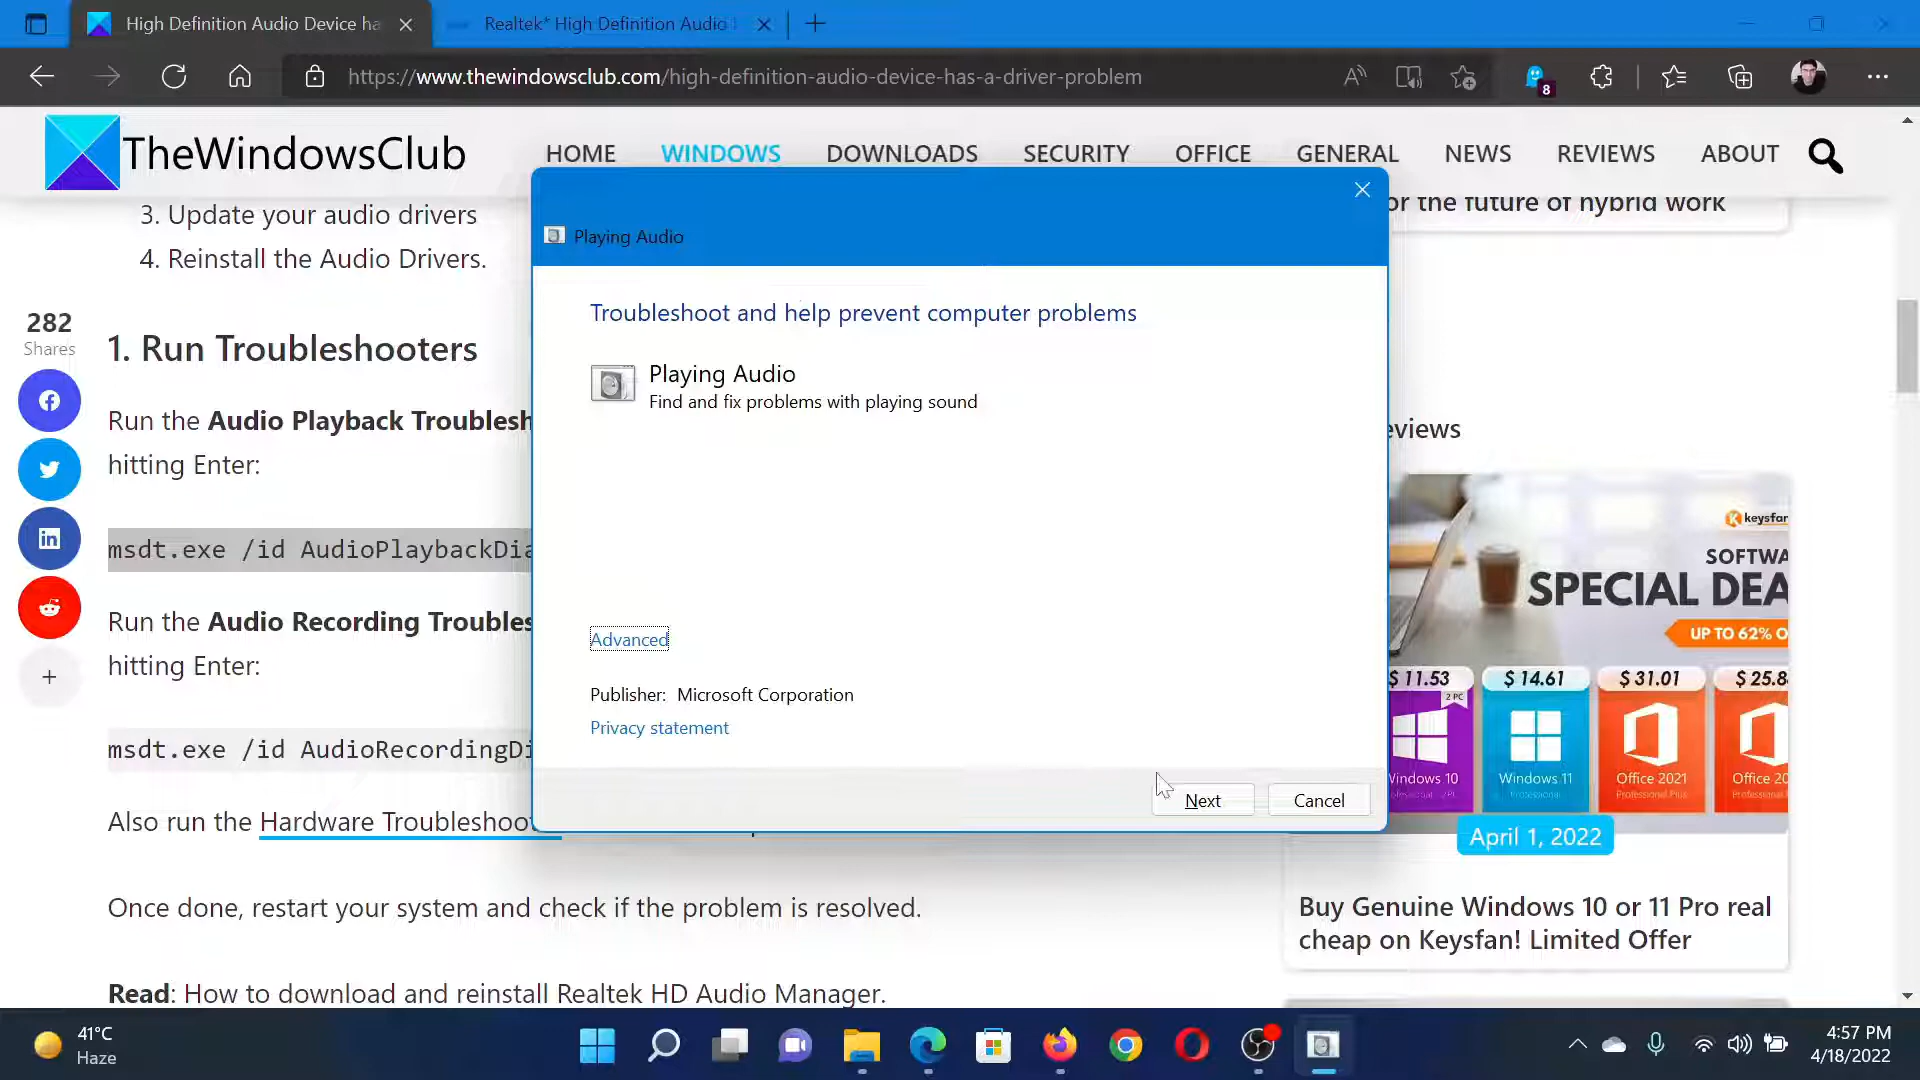 High Definition Audio Device ha
Realtek* High Definition Audio
https://www.thewindowsclub.com/high-definition-audio-device-has-a-driver-problem
8
TheWindowsClub
HOME WINDOWS DOWNLOADS SECURITY OFFICE GENERAL NEWS REVIEWS ABOUT
3. Update your audio drivers
4. Reinstall the Audio Drivers.
or the future of hybrid work
282
Shares
1. Run Troubleshooters
Run the Audio Playback Troublesh
hitting Enter:
msdt.exe /id AudioPlaybackDia
Run the Audio Recording Troubles
hitting Enter:
msdt.exe /id AudioRecordingDi
Also run the Hardware Troubleshoot
Once done, restart your system and check if the problem is resolved.
Read: How to download and reinstall Realtek HD Audio Manager.
Playing Audio
Troubleshoot and help prevent computer problems
Playing Audio
Find and fix problems with playing sound
Advanced
Publisher: Microsoft Corporation
Privacy statement
Next
Cancel
eviews
keysfan
SOFTWA
SPECIAL DEA
UP TO 62% O
$ 11.53 $ 14.61 $ 31.01 $ 25.8
2 PC
Windows 10 Windows 11 Office 2021 Office 20
Professional Professional Professional Plus Professional
April 1, 2022
Buy Genuine Windows 10 or 11 Pro real
cheap on Keysfan! Limited Offer
41°C
Haze
4:57 PM
4/18/2022